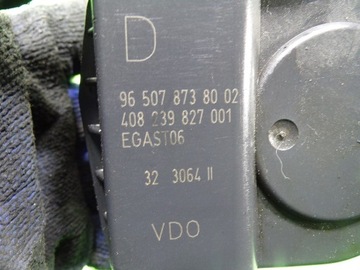 D
96 507 873 80 02
408 239 827 001
EGAST06
32 3064 II
VDO